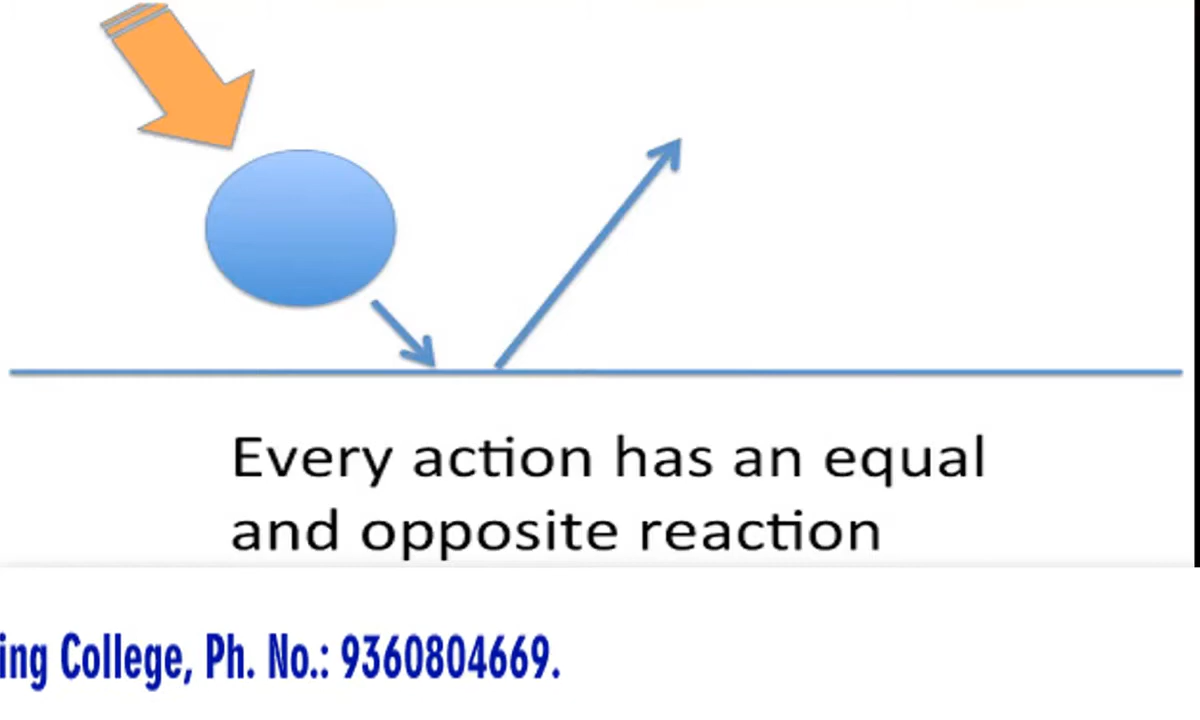 Every action has an equal
and opposite reaction
ing College, Ph. No.: 9360804669.